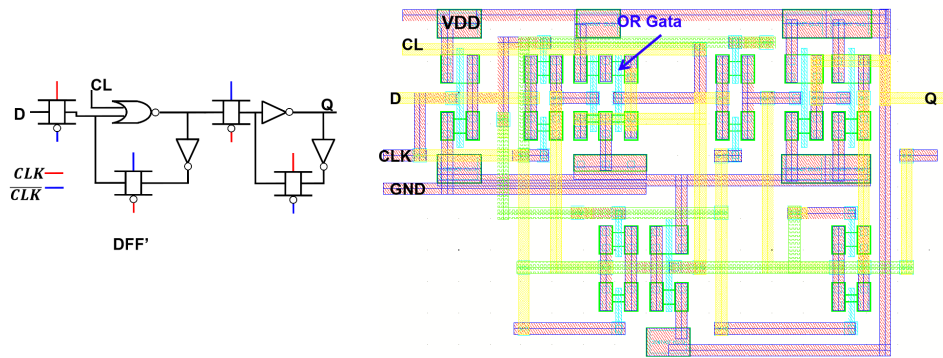 CL
D
Q
CLK
CLK
DFF'
VDD
OR Gata
CL
D
Q
CLK
GND